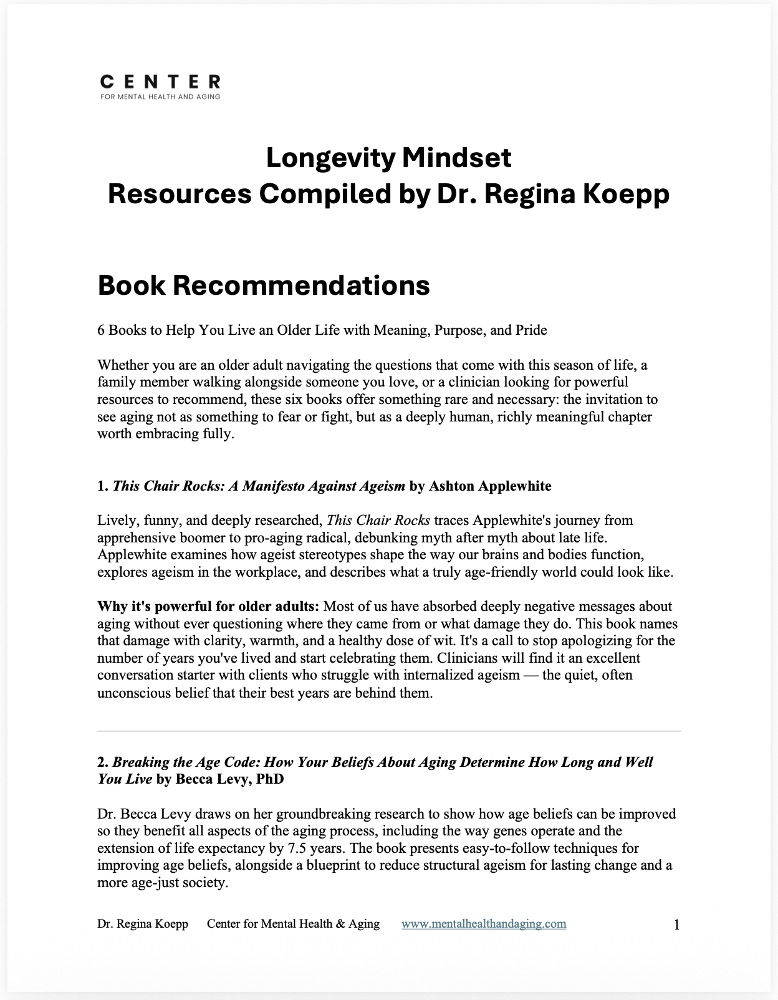 CENTER
FOR MENTAL HEALTH AND AGING
Longevity Mindset
Resources Compiled by Dr. Regina Koepp
Book Recommendations
6 Books to Help You Live an Older Life with Meaning, Purpose, and Pride
Whether you are an older adult navigating the questions that come with this season of life, a
family member walking alongside someone you love, or a clinician looking for powerful
resources to recommend, these six books offer something rare and necessary: the invitation to
see aging not as something to fear or fight, but as a deeply human, richly meaningful chapter
worth embracing fully.
1. This Chair Rocks: A Manifesto Against Ageism by Ashton Applewhite
Lively, funny, and deeply researched, This Chair Rocks traces Applewhite's journey from
apprehensive boomer to pro-aging radical, debunking myth after myth about late life.
Applewhite examines how ageist stereotypes shape the way our brains and bodies function,
explores ageism in the workplace, and describes what a truly age-friendly world could look like.
Why it's powerful for older adults: Most of us have absorbed deeply negative messages about
aging without ever questioning where they came from or what damage they do. This book names
that damage with clarity, warmth, and a healthy dose of wit. It's a call to stop apologizing for the
number of years you've lived and start celebrating them. Clinicians will find it an excellent
conversation starter with clients who struggle with internalized ageism — the quiet, often
unconscious belief that their best years are behind them.
2. Breaking the Age Code: How Your Beliefs About Aging Determine How Long and Well
You Live by Becca Levy, PhD
Dr. Becca Levy draws on her groundbreaking research to show how age beliefs can be improved
so they benefit all aspects of the aging process, including the way genes operate and the
extension of life expectancy by 7.5 years. The book presents easy-to-follow techniques for
improving age beliefs, alongside a blueprint to reduce structural ageism for lasting change and a
more age-just society.
Dr. Regina Koepp Center for Mental Health & Aging www.mentalhealthandaging.com 1